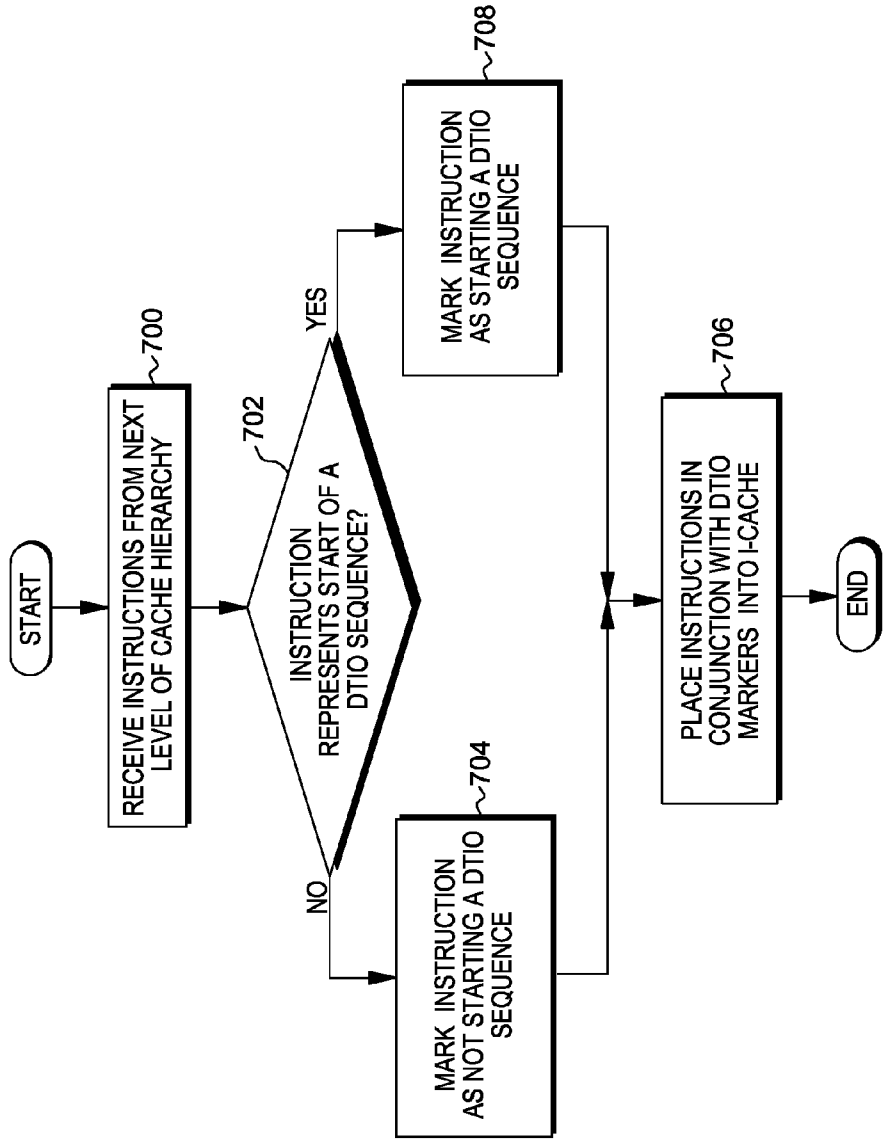 START
700
RECEIVE INSTRUCTIONS FROM NEXT
LEVEL OF CACHE HIERARCHY
702
INSTRUCTION
REPRESENTS START OF A
DTIO SEQUENCE?
NO
YES
704
MARK INSTRUCTION
AS NOT STARTING A DTIO
SEQUENCE
708
MARK INSTRUCTION
AS STARTING A DTIO
SEQUENCE
706
PLACE INSTRUCTIONS IN
CONJUNCTION WITH DTIO
MARKERS INTO I-CACHE
END